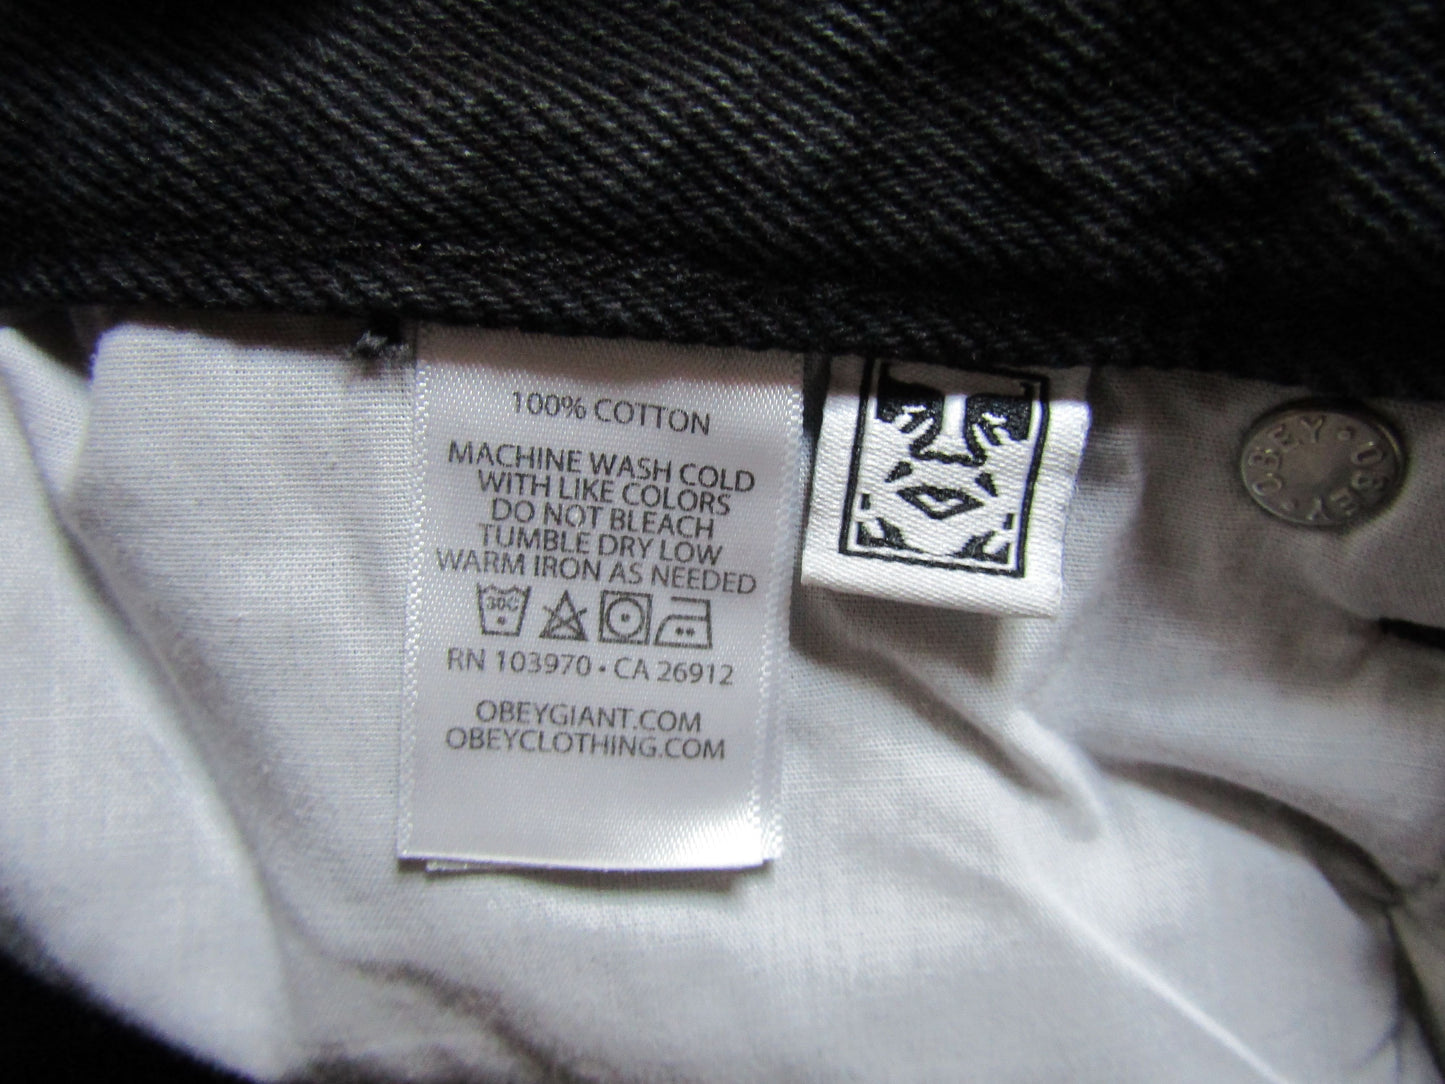 100% COTTON
MACHINE WASH COLD
WITH LIKE COLORS
DO NOT BLEACH
TUMBLE DRY LOW
WARM IRON AS NEEDED
30C
RN 103970 • CA 26912
OBEYGIANT.COM
OBEYCLOTHING.COM
OBEY • OBEY •